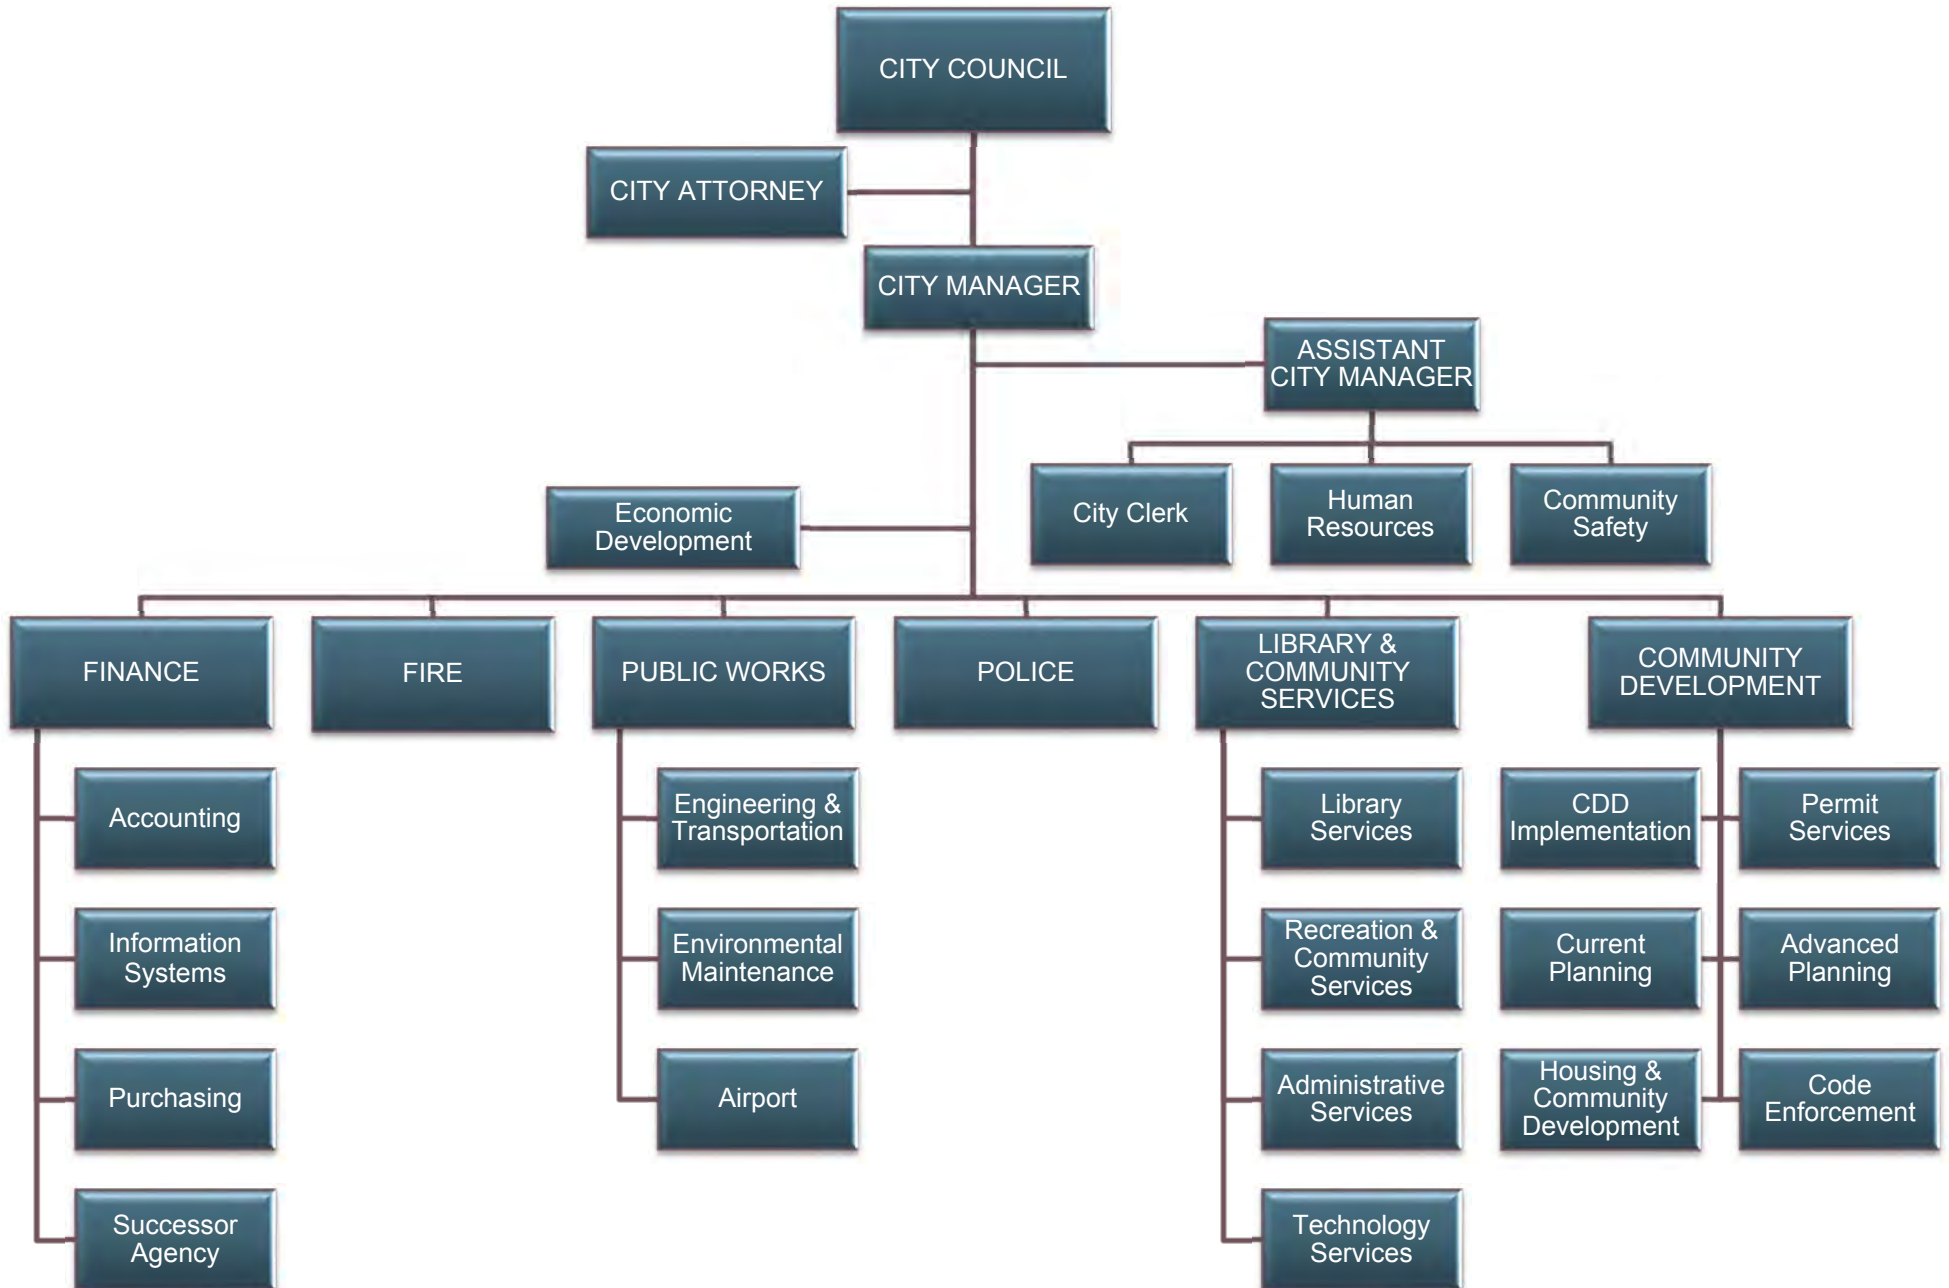 CITY COUNCIL
CITY ATTORNEY
CITY MANAGER
ASSISTANT
CITY MANAGER
City Clerk
Human
Resources
Community
Safety
Economic
Development
FINANCE
FIRE
PUBLIC WORKS
POLICE
LIBRARY &
COMMUNITY
SERVICES
COMMUNITY
DEVELOPMENT
Accounting
Information
Systems
Purchasing
Successor
Agency
Engineering &
Transportation
Environmental
Maintenance
Airport
Library
Services
Recreation &
Community
Services
Administrative
Services
Technology
Services
CDD
Implementation
Permit
Services
Current
Planning
Advanced
Planning
Housing &
Community
Development
Code
Enforcement